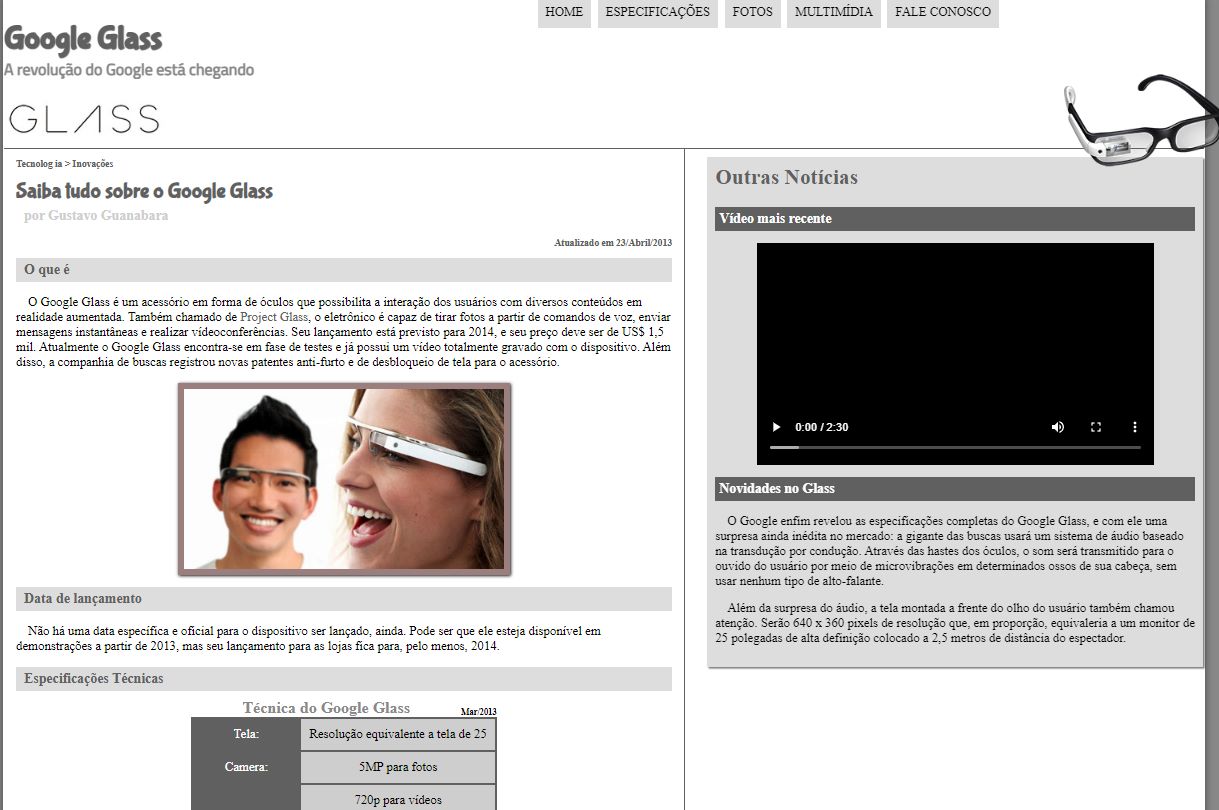 HOME ESPECIFICAÇÕES FOTOS MULTIMÍDIA FALE CONOSCO
Google Glass
A revolução do Google está chegando
GLASS
Tecnolog ia > Inovações
Saiba tudo sobre o Google Glass
por Gustavo Guanabara
Atualizado em 23/Abril/2013
O que é
O Google Glass é um acessório em forma de óculos que possibilita a interação dos usuários com diversos conteúdos em
realidade aumentada. Também chamado de Project Glass, o eletrônico é capaz de tirar fotos a partir de comandos de voz, enviar
mensagens instantâneas e realizar vídeoconferências. Seu lançamento está previsto para 2014, e seu preço deve ser de US$ 1,5
mil. Atualmente o Google Glass encontra-se em fase de testes e já possui um vídeo totalmente gravado com o dispositivo. Além
disso, a companhia de buscas registrou novas patentes anti-furto e de desbloqueio de tela para o acessório.
Data de lançamento
Não há uma data específica e oficial para o dispositivo ser lançado, ainda. Pode ser que ele esteja disponível em
demonstrações a partir de 2013, mas seu lançamento para as lojas fica para, pelo menos, 2014.
Especificações Técnicas
Técnica do Google Glass Mar/2013
Tela: Resolução equivalente a tela de 25
Camera: 5MP para fotos
720p para vídeos
Outras Notícias
Vídeo mais recente
0:00 / 2:30
Novidades no Glass
O Google enfim revelou as especificações completas do Google Glass, e com ele uma
surpresa ainda inédita no mercado: a gigante das buscas usará um sistema de áudio baseado
na transdução por condução. Através das hastes dos óculos, o som será transmitido para o
ouvido do usuário por meio de microvibrações em determinados ossos de sua cabeça, sem
usar nenhum tipo de alto-falante.
Além da surpresa do áudio, a tela montada a frente do olho do usuário também chamou
atenção. Serão 640 x 360 pixels de resolução que, em proporção, equivaleria a um monitor de
25 polegadas de alta definição colocado a 2,5 metros de distância do espectador.